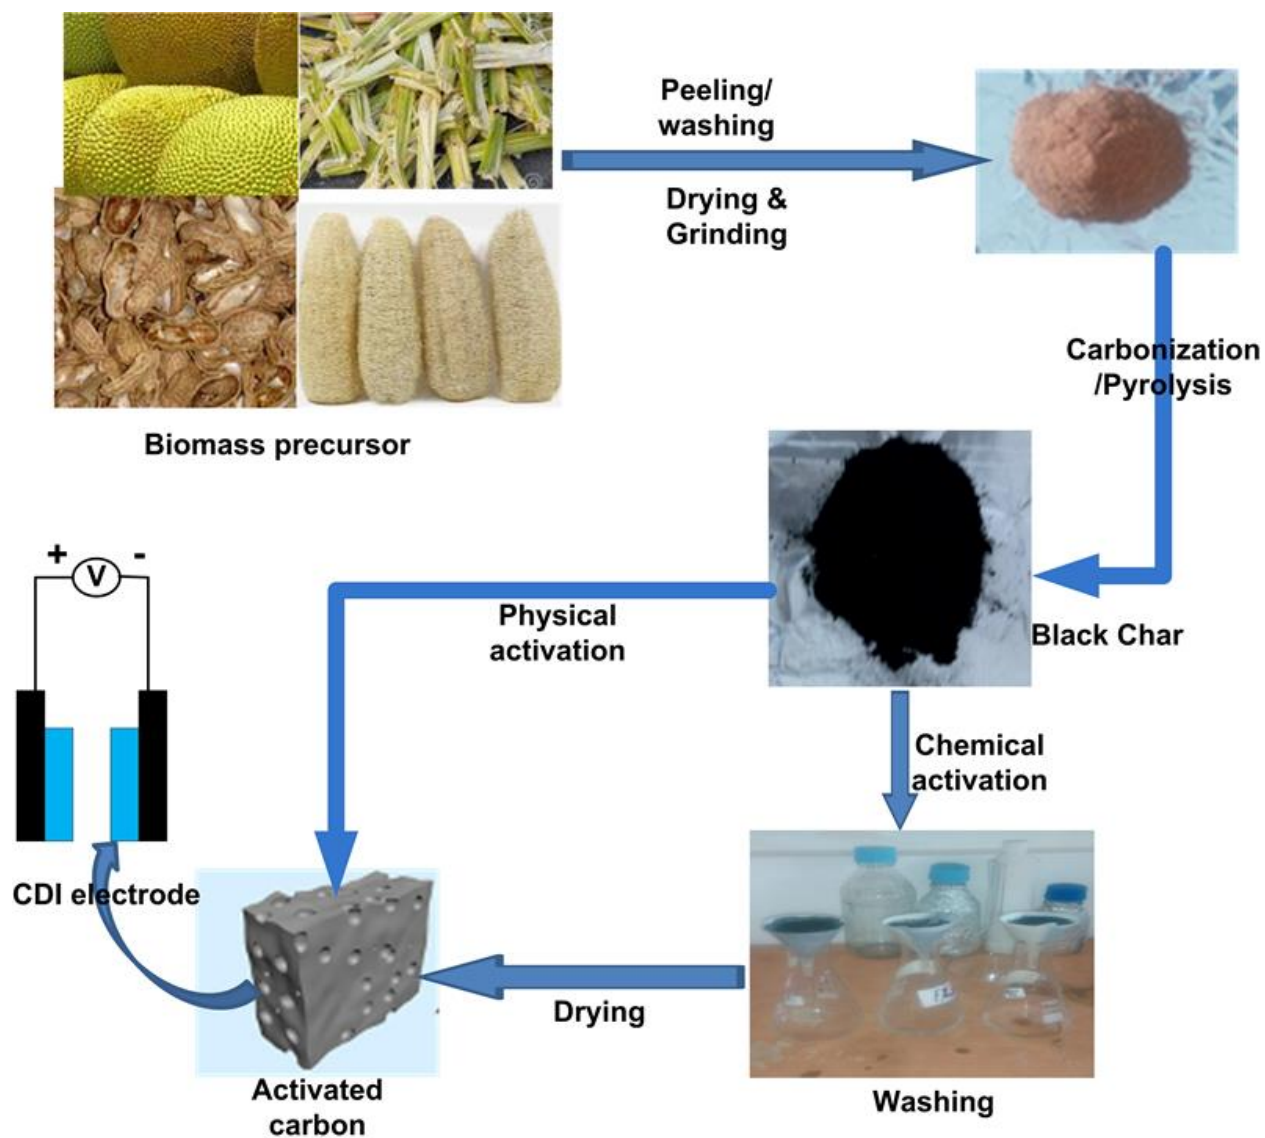 Peeling/
washing
Drying &
Grinding
Biomass precursor
Carbonization
/Pyrolysis
Black Char
Physical
activation
Chemical
activation
+
-
V
CDI electrode
Drying
Activated
carbon
Washing